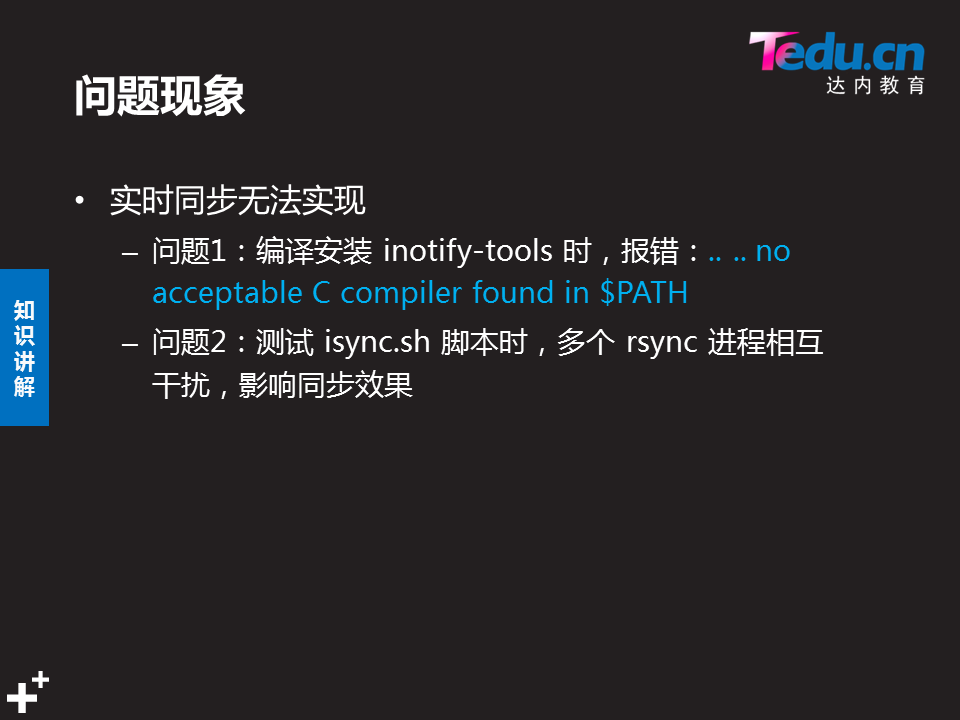 Tedu.cn
达内教育
问题现象
• 实时同步无法实现
– 问题1：编译安装 inotify-tools 时，报错：.. .. no
acceptable C compiler found in $PATH
– 问题2：测试 isync.sh 脚本时，多个 rsync 进程相互
干扰，影响同步效果
知
识
讲
解